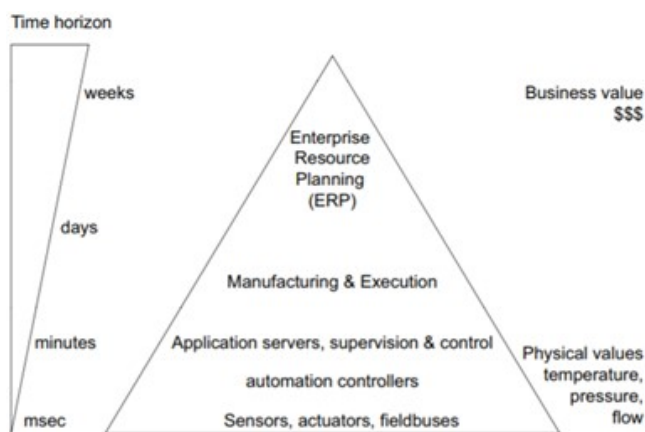 Time horizon
weeks
Business value
$$$
Enterprise
Resource
Planning
(ERP)
days
Manufacturing & Execution
minutes
Application servers, supervision & control
Physical values
temperature,
pressure,
flow
automation controllers
msec
Sensors, actuators, fieldbuses